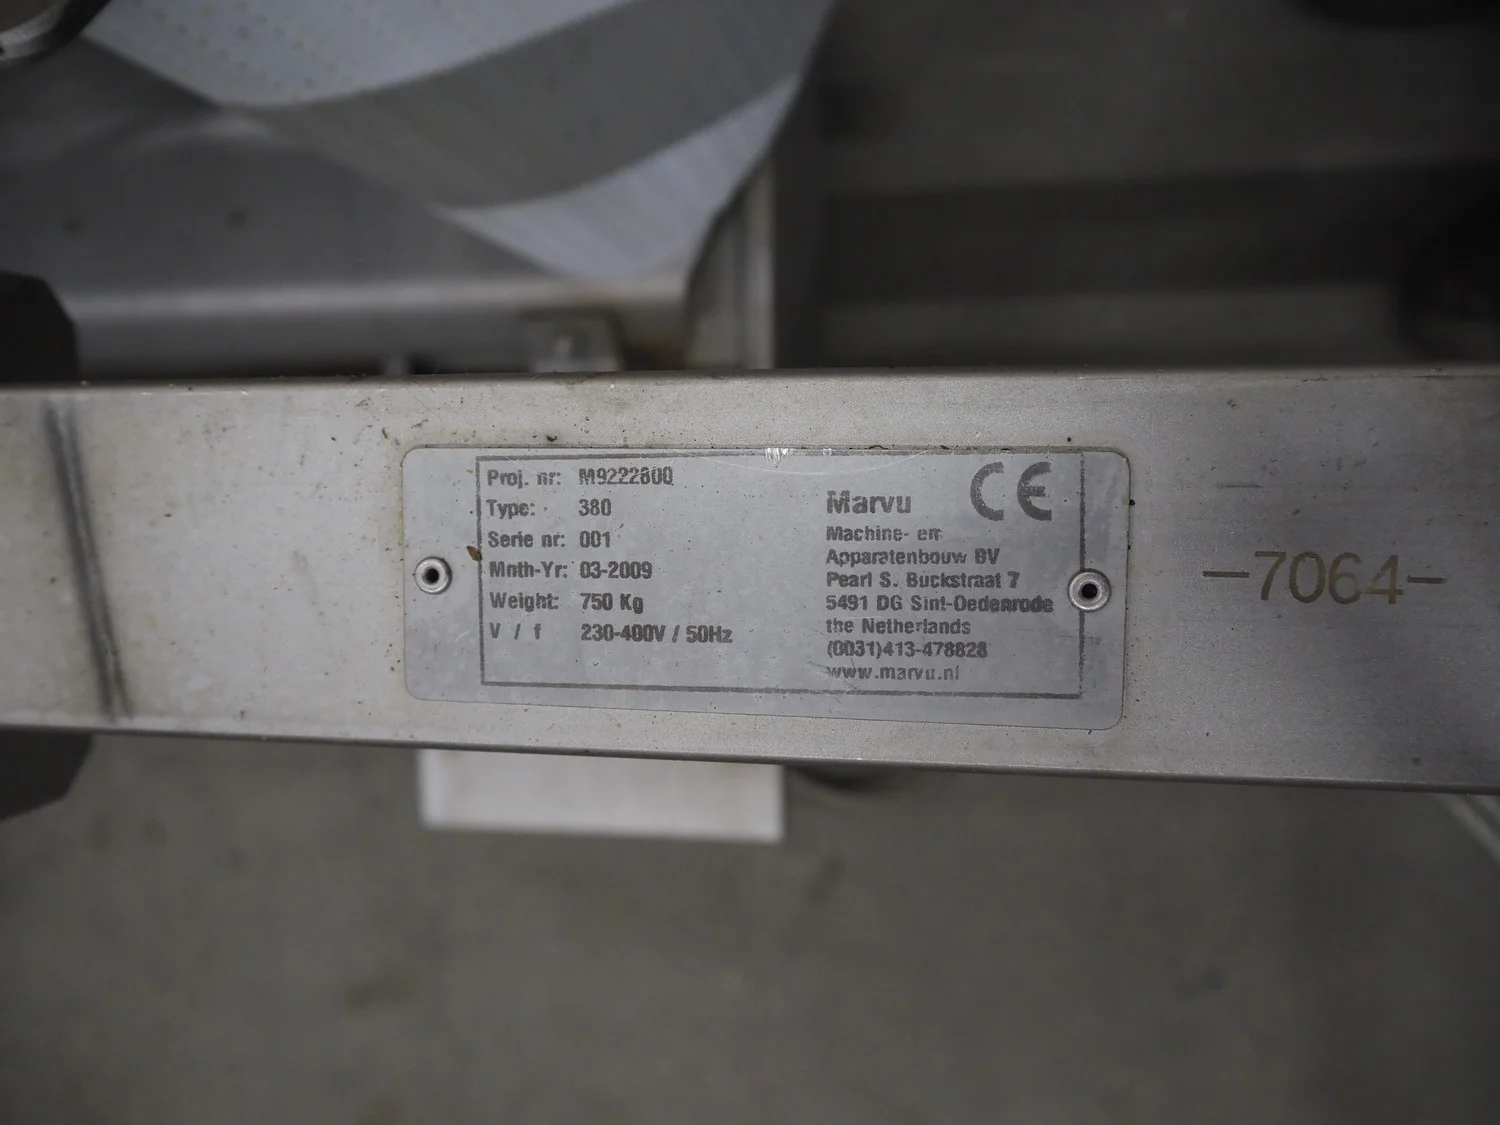 Proj. nr: M9222800
Type: 380
Serie nr: 001
Mnth-Yr: 03-2009
Weight: 750 Kg
V / f 230-400V / 50Hz
CE
Marvu
Machine- en
Apparatenbouw BV
Pearl S. Buckstraat 7
5491 DG Sint-Oedenrode
the Netherlands
(0031)413-478828
www.marvu.nl
-7064-